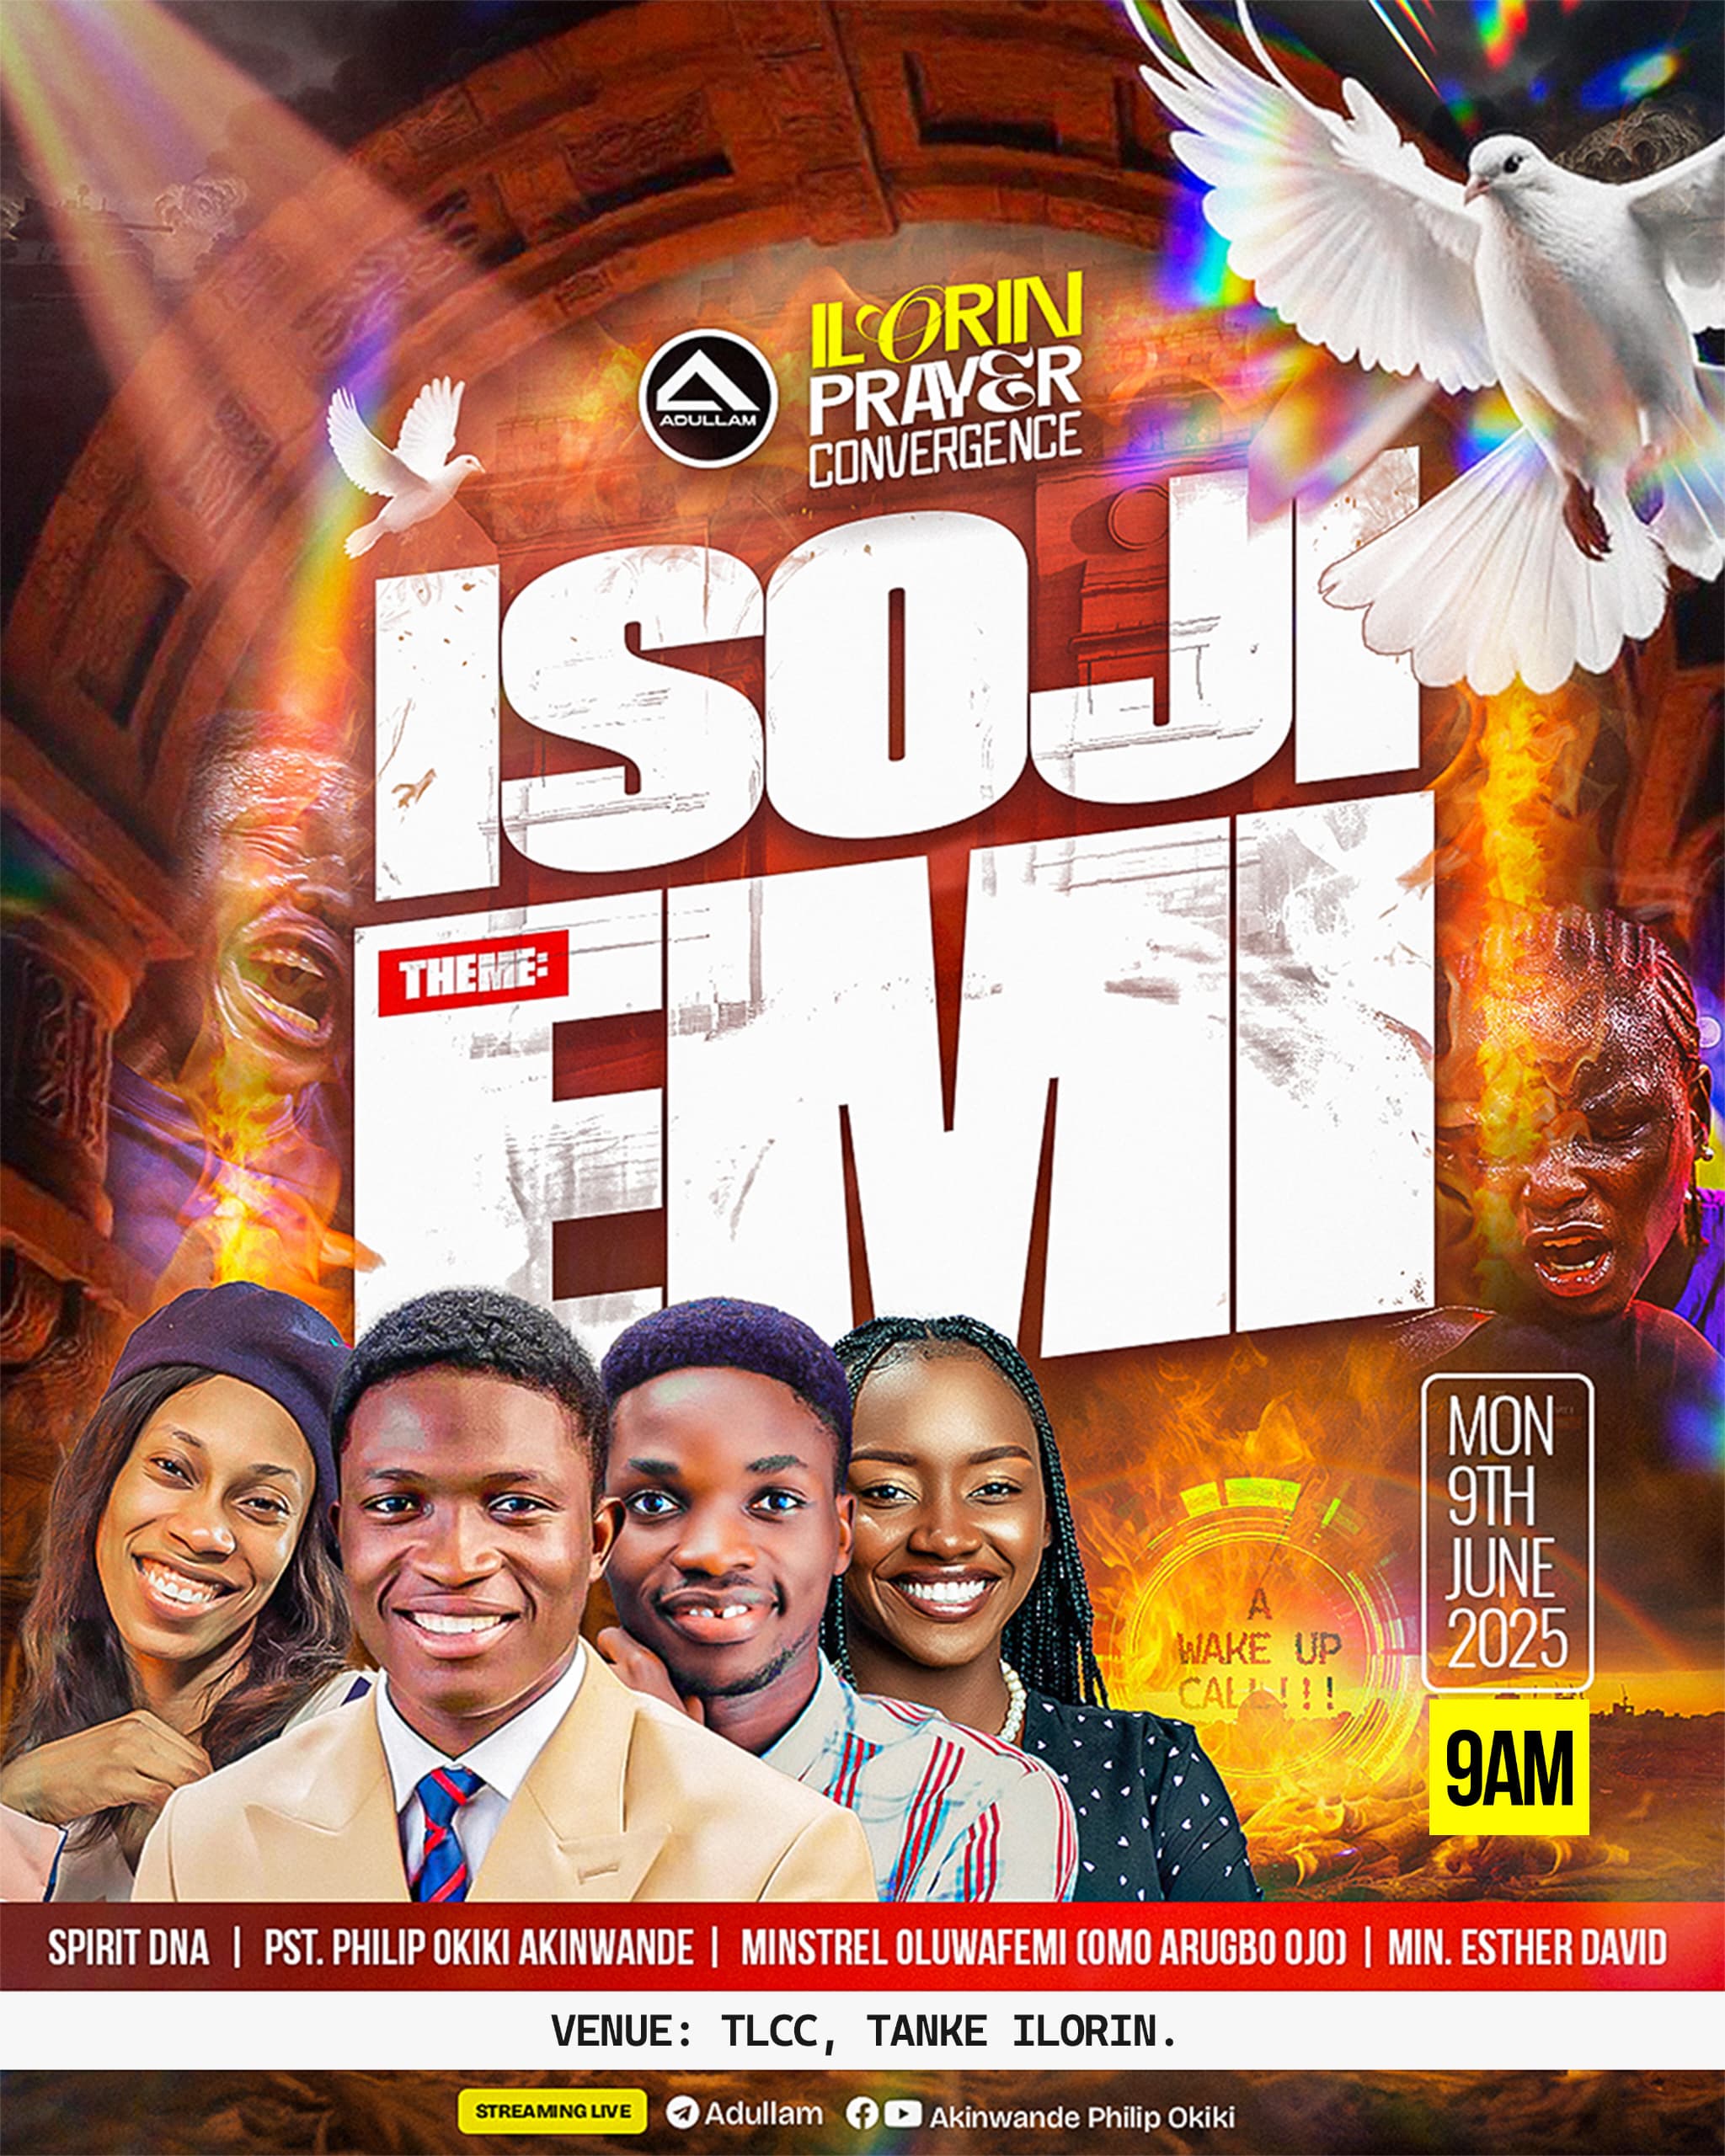 ADULLAM
ILORIN
PRAYER
CONVERGENCE
ISOJI
THEME:
EMI
A
WAKE UP
CALL!!!
MON
9TH
JUNE
2025
9AM
SPIRIT DNA | PST. PHILIP OKIKI AKINWANDE | MINSTREL OLUWAFEMI (OMO ARUGBO OJO) | MIN. ESTHER DAVID
VENUE: TLCC, TANKE ILORIN.
STREAMING LIVE Adullam Akinwande Philip Okiki